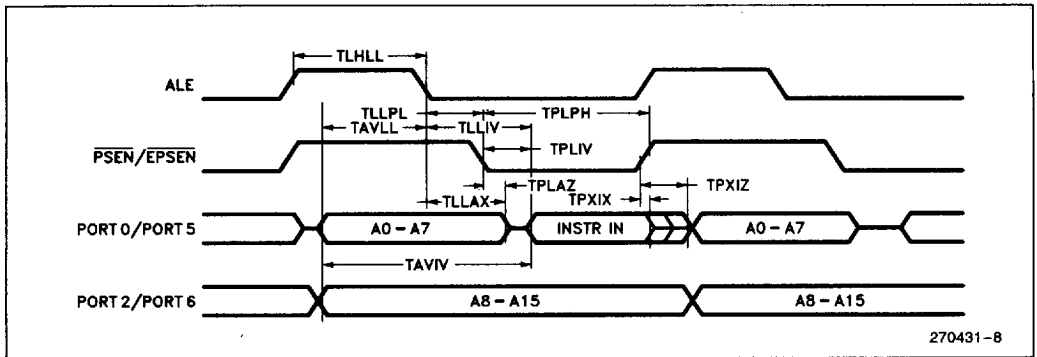 TLHLL
ALE
TLLPL
TPLPH
TAVLL
TLLIV
PSEN/EPSEN
TPLIV
TPLAZ
TPXIZ
TLLAX
TPXIX
PORT 0/PORT 5
A0 – A7
INSTR IN
A0 – A7
TAVIV
PORT 2/PORT 6
A8 – A15
A8 – A15
270431–8